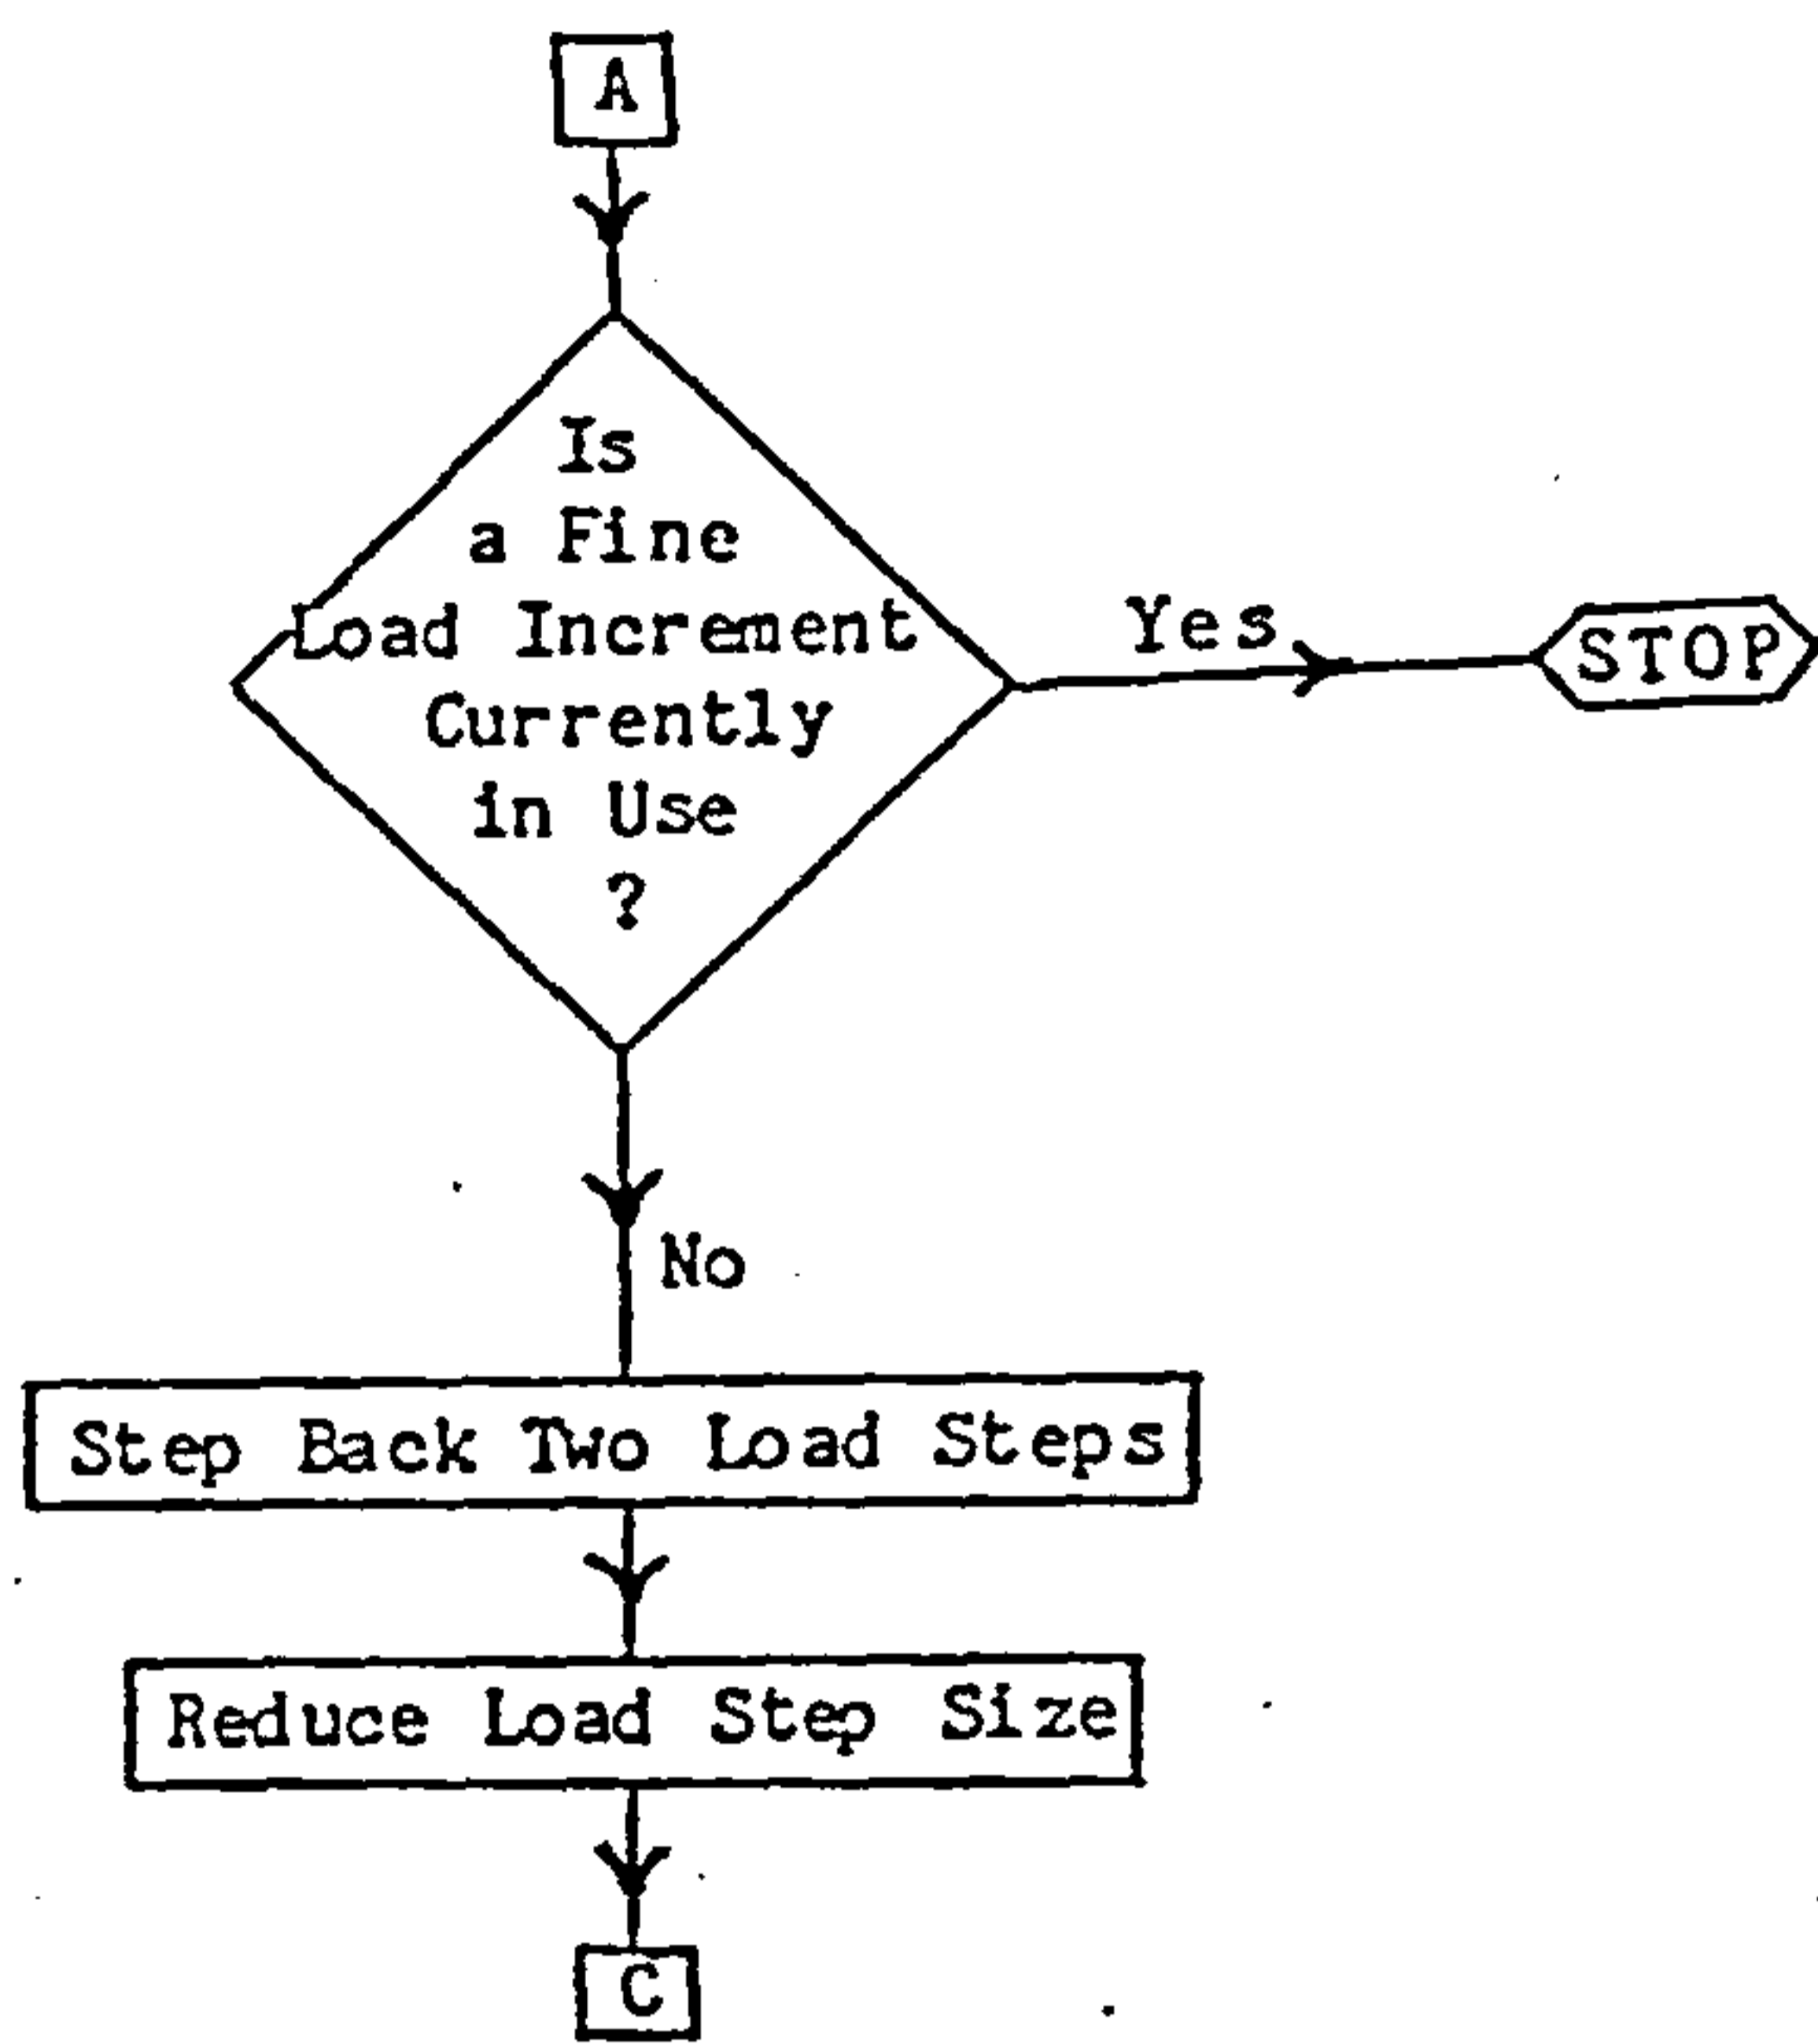 A
Is
a Fine
Load Increment
Currently
in Use
?
Yes
STOP
No
Step Back Two Load Steps
Reduce Load Step Size
C